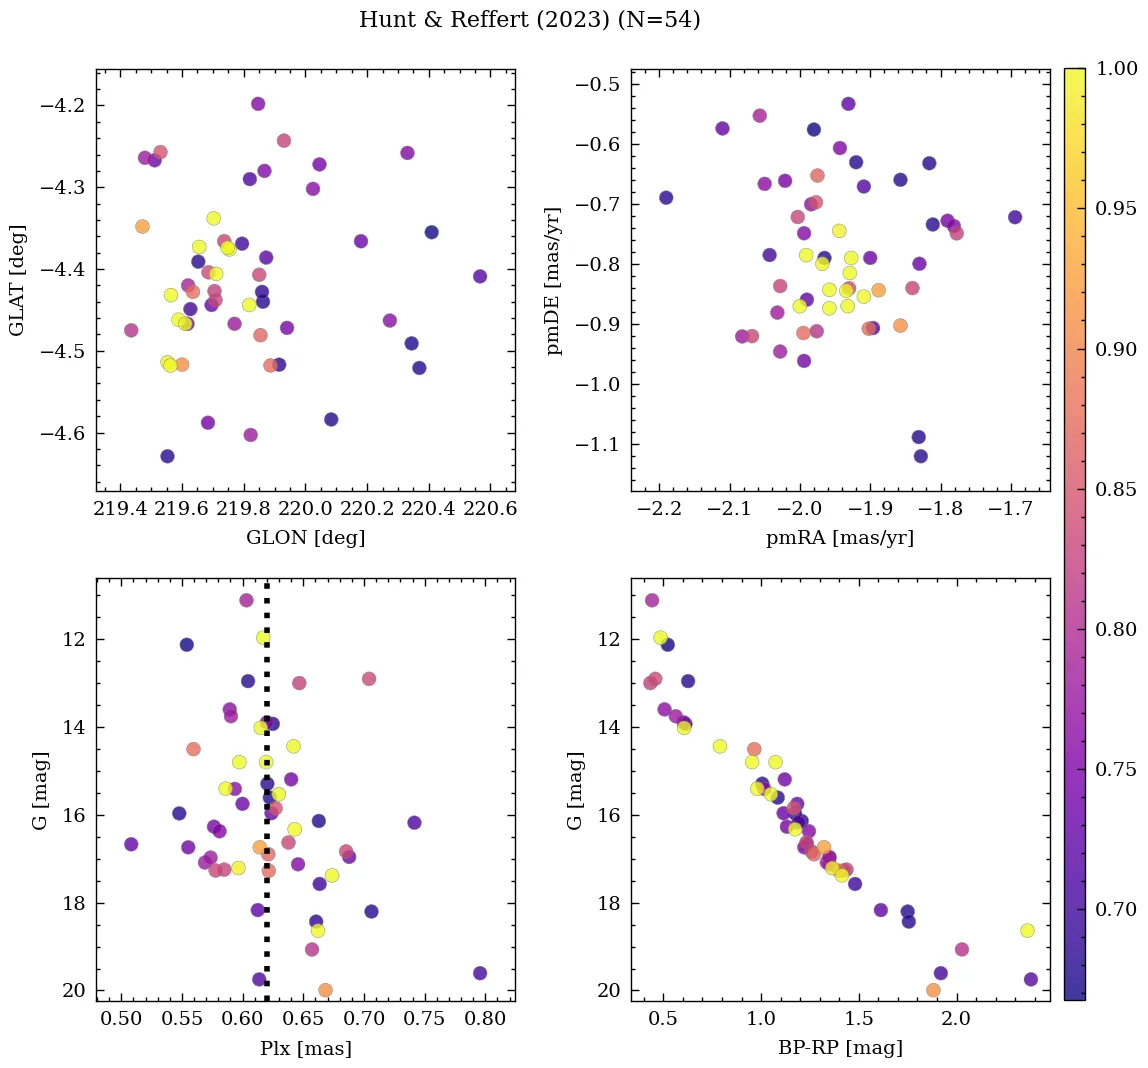 Hunt & Reffert (2023) (N=54)
−4.2
−4.3
−4.4
−4.5
−4.6
GLAT [deg]
219.4 219.6 219.8 220.0 220.2 220.4 220.6
GLON [deg]
−0.5
−0.6
−0.7
−0.8
−0.9
−1.0
−1.1
pmDE [mas/yr]
−2.2 −2.1 −2.0 −1.9 −1.8 −1.7
pmRA [mas/yr]
12
14
16
18
20
G [mag]
0.50 0.55 0.60 0.65 0.70 0.75 0.80
Plx [mas]
12
14
16
18
20
G [mag]
0.5 1.0 1.5 2.0
BP-RP [mag]
1.00
0.95
0.90
0.85
0.80
0.75
0.70